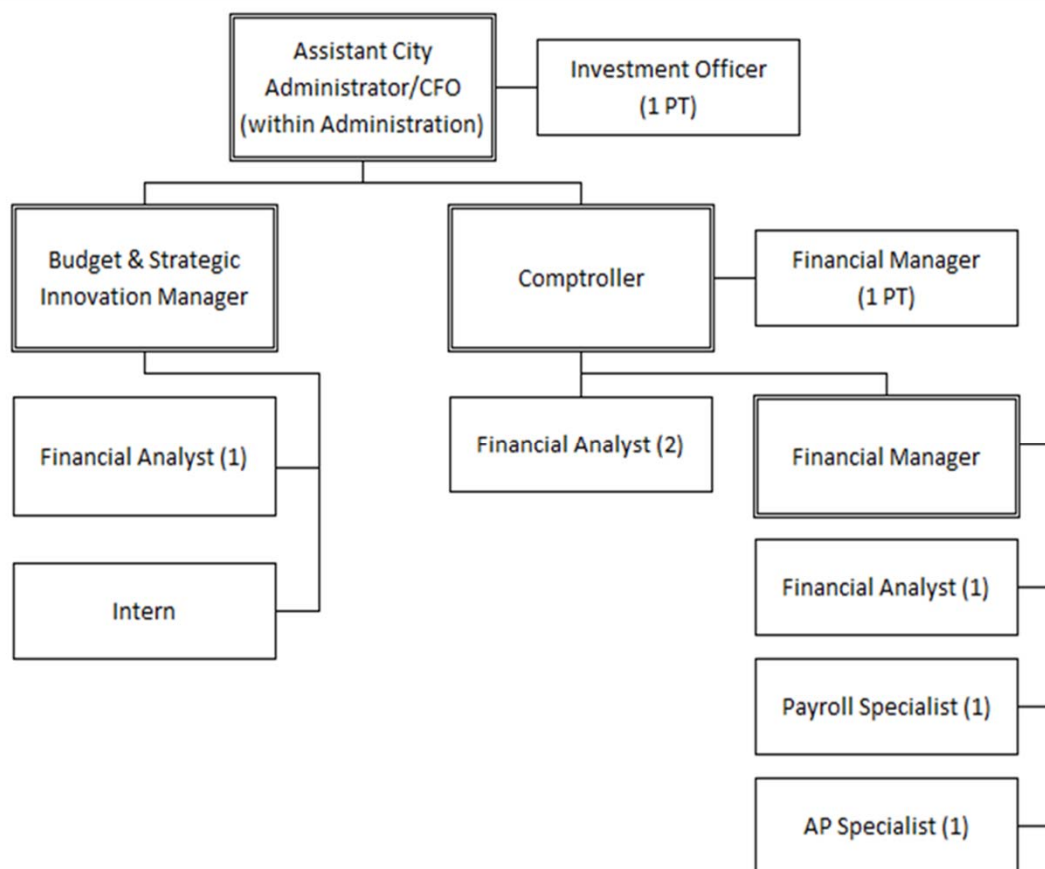 Assistant City
Administrator/CFO
(within Administration)
Investment Officer
(1 PT)
Budget & Strategic
Innovation Manager
Comptroller
Financial Manager
(1 PT)
Financial Analyst (1)
Financial Analyst (2)
Financial Manager
Intern
Financial Analyst (1)
Payroll Specialist (1)
AP Specialist (1)